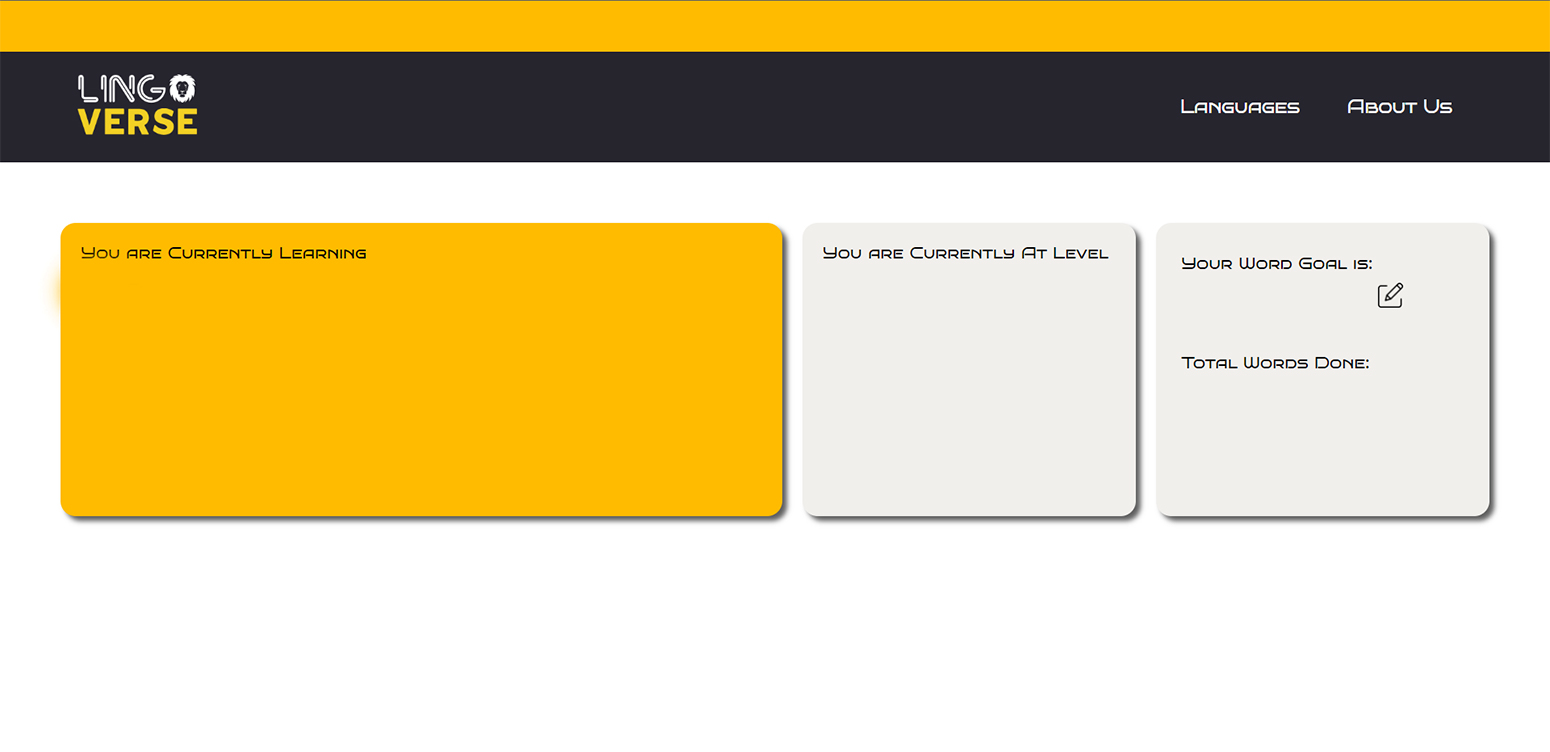 LINGO
VERSE
Languages
About Us
You are Currently Learning
You are Currently At Level
Your Word Goal is:
Total Words Done: